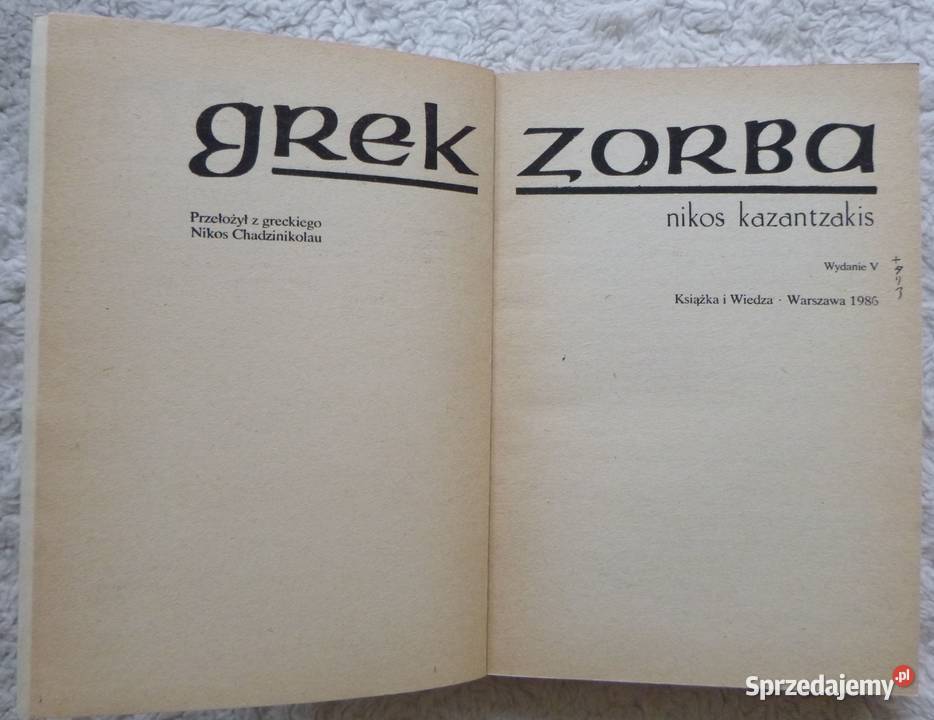 grek zorba
Przełożył z greckiego
Nikos Chadzinikolau
nikos kazantzakis
Wydanie V
Książka i Wiedza · Warszawa 1986
Sprzedajemy.pl